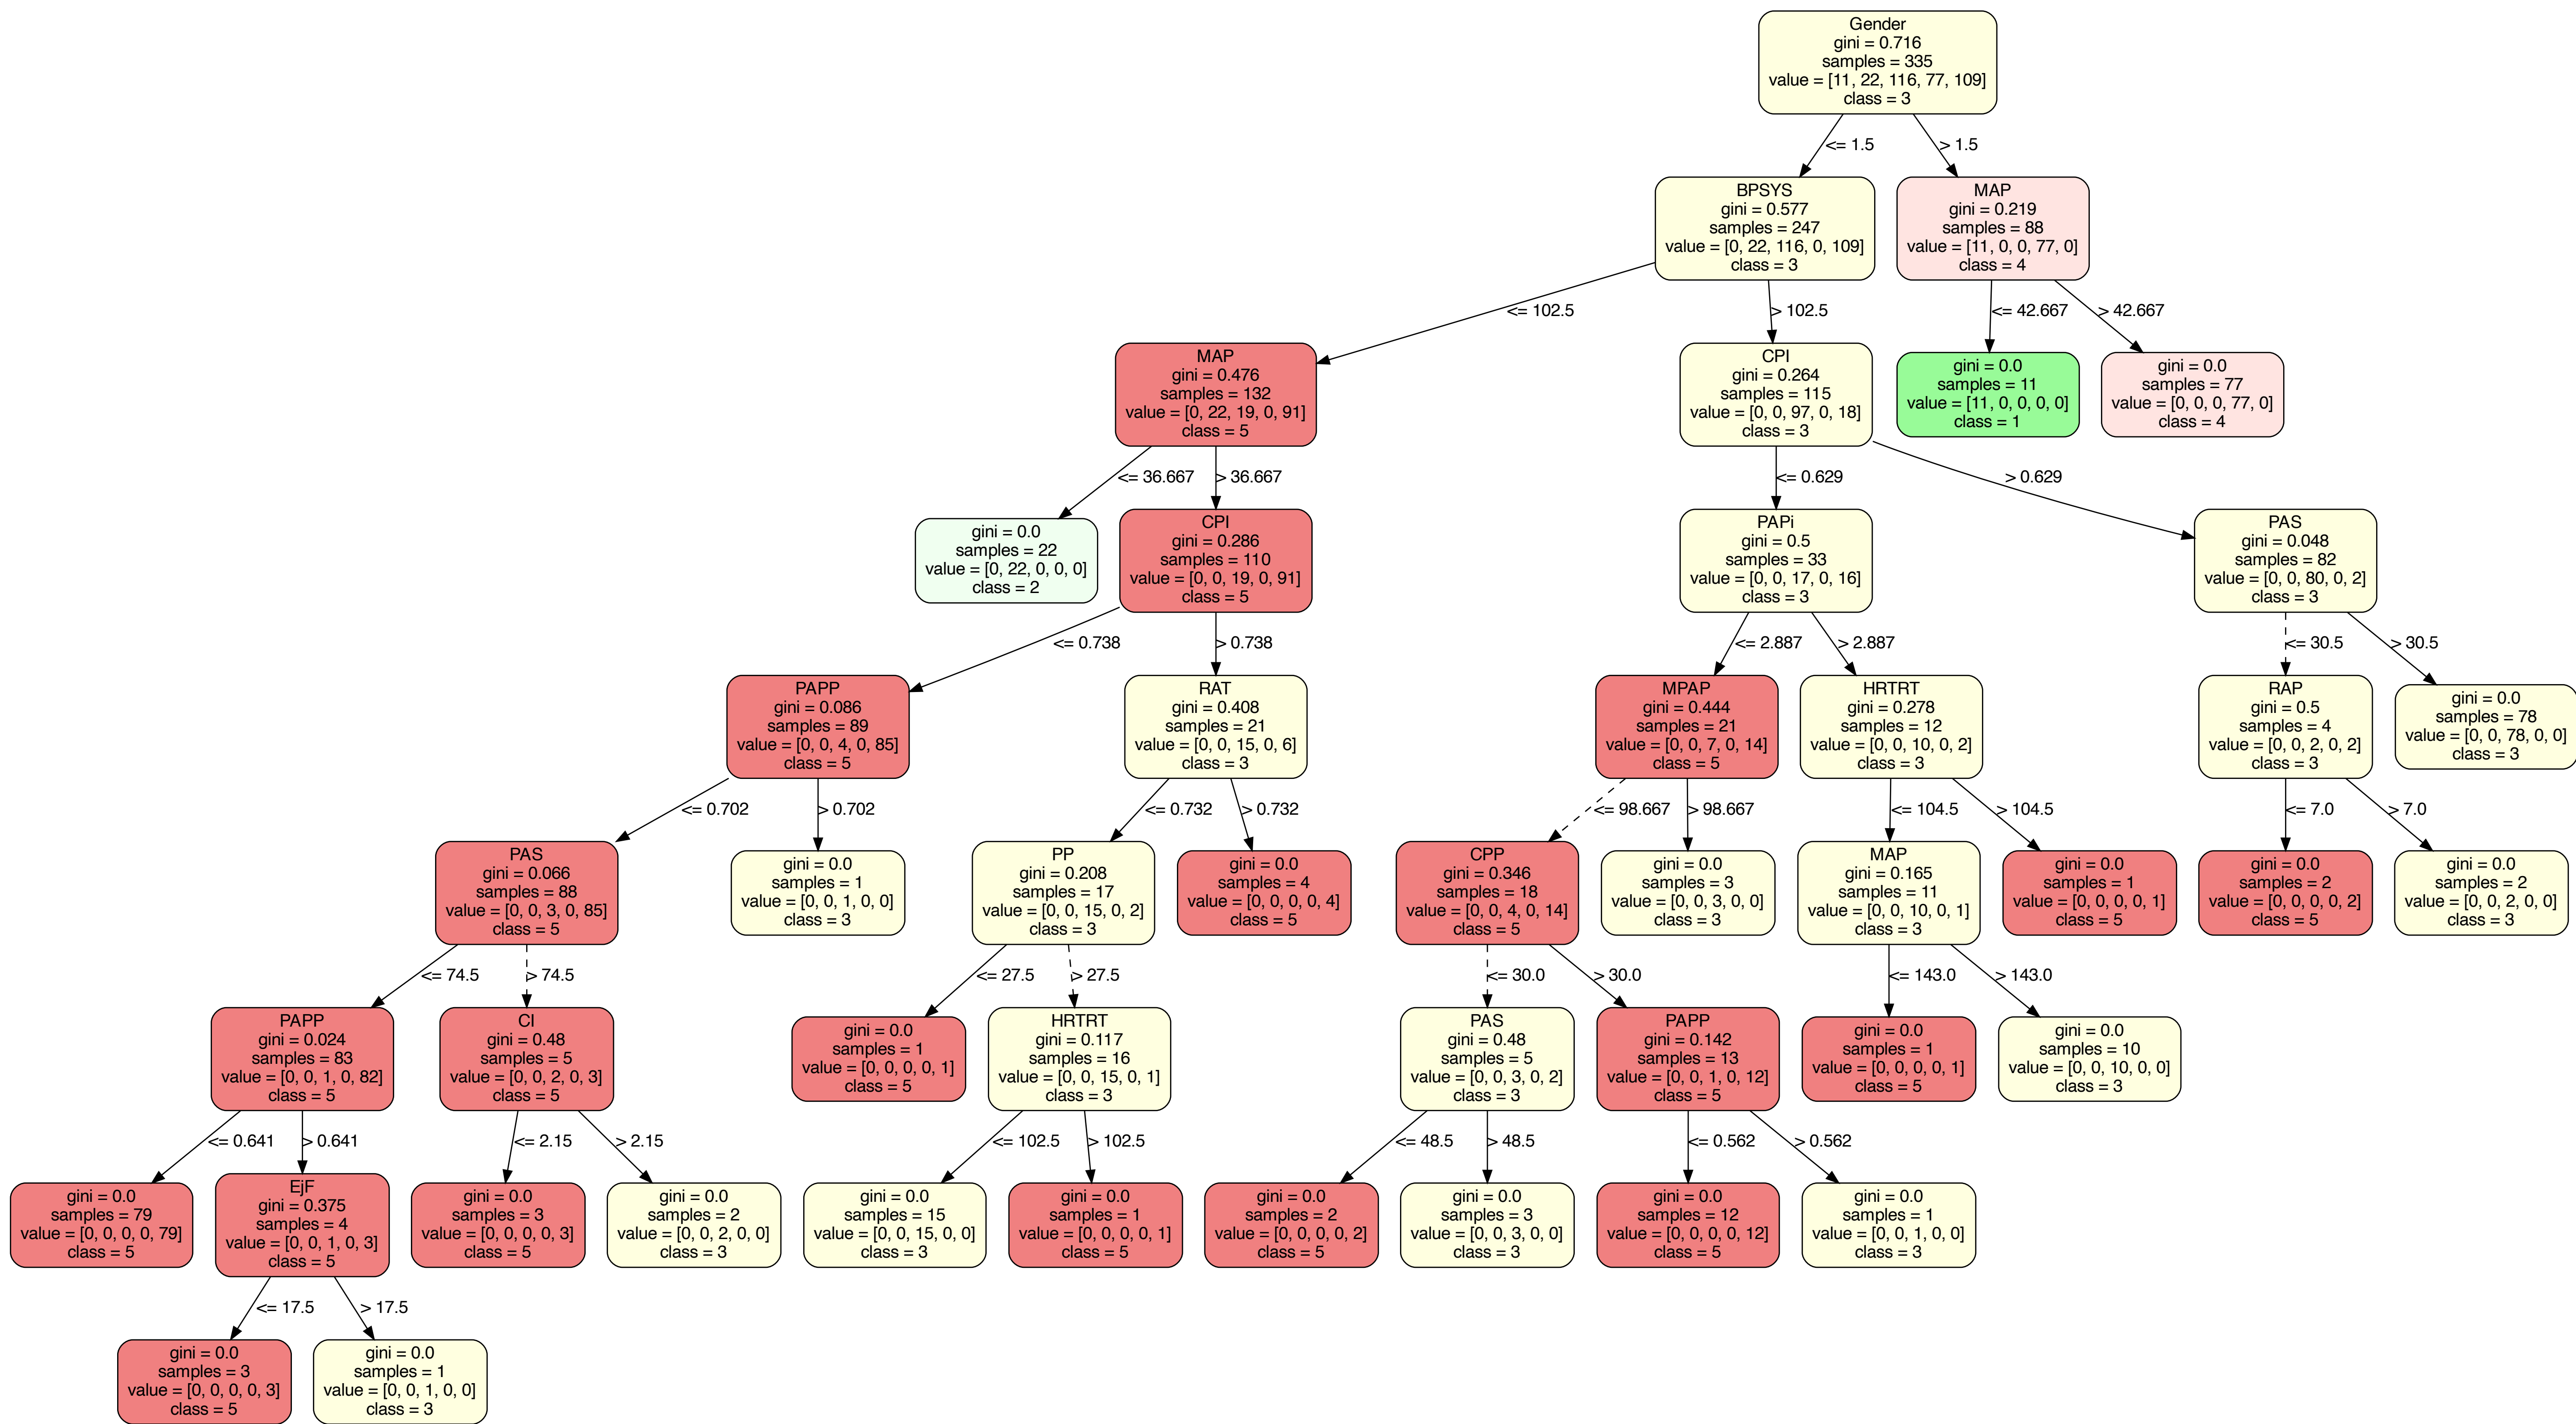 Gender
gini = 0.716
samples = 335
value = [11, 22, 116, 77, 109]
class = 3
<= 1.5
> 1.5
BPSYS
gini = 0.577
samples = 247
value = [0, 22, 116, 0, 109]
class = 3
MAP
gini = 0.219
samples = 88
value = [11, 0, 0, 77, 0]
class = 4
<= 102.5
> 102.5
<= 42.667
> 42.667
MAP
gini = 0.476
samples = 132
value = [0, 22, 19, 0, 91]
class = 5
CPI
gini = 0.264
samples = 115
value = [0, 0, 97, 0, 18]
class = 3
gini = 0.0
samples = 11
value = [11, 0, 0, 0, 0]
class = 1
gini = 0.0
samples = 77
value = [0, 0, 0, 77, 0]
class = 4
<= 36.667
> 36.667
<= 0.629
> 0.629
gini = 0.0
samples = 22
value = [0, 22, 0, 0, 0]
class = 2
CPI
gini = 0.286
samples = 110
value = [0, 0, 19, 0, 91]
class = 5
PAPi
gini = 0.5
samples = 33
value = [0, 0, 17, 0, 16]
class = 3
PAS
gini = 0.048
samples = 82
value = [0, 0, 80, 0, 2]
class = 3
<= 0.738
> 0.738
<= 2.887
> 2.887
<= 30.5
> 30.5
PAPP
gini = 0.086
samples = 89
value = [0, 0, 4, 0, 85]
class = 5
RAT
gini = 0.408
samples = 21
value = [0, 0, 15, 0, 6]
class = 3
MPAP
gini = 0.444
samples = 21
value = [0, 0, 7, 0, 14]
class = 5
HRTRT
gini = 0.278
samples = 12
value = [0, 0, 10, 0, 2]
class = 3
RAP
gini = 0.5
samples = 4
value = [0, 0, 2, 0, 2]
class = 3
gini = 0.0
samples = 78
value = [0, 0, 78, 0, 0]
class = 3
<= 0.702
> 0.702
<= 0.732
> 0.732
<= 98.667
> 98.667
<= 104.5
> 104.5
<= 7.0
> 7.0
PAS
gini = 0.066
samples = 88
value = [0, 0, 3, 0, 85]
class = 5
gini = 0.0
samples = 1
value = [0, 0, 1, 0, 0]
class = 3
PP
gini = 0.208
samples = 17
value = [0, 0, 15, 0, 2]
class = 3
gini = 0.0
samples = 4
value = [0, 0, 0, 0, 4]
class = 5
CPP
gini = 0.346
samples = 18
value = [0, 0, 4, 0, 14]
class = 5
gini = 0.0
samples = 3
value = [0, 0, 3, 0, 0]
class = 3
MAP
gini = 0.165
samples = 11
value = [0, 0, 10, 0, 1]
class = 3
gini = 0.0
samples = 1
value = [0, 0, 0, 0, 1]
class = 5
gini = 0.0
samples = 2
value = [0, 0, 0, 0, 2]
class = 5
gini = 0.0
samples = 2
value = [0, 0, 2, 0, 0]
class = 3
<= 74.5
> 74.5
<= 27.5
> 27.5
<= 30.0
> 30.0
<= 143.0
> 143.0
PAPP
gini = 0.024
samples = 83
value = [0, 0, 1, 0, 82]
class = 5
CI
gini = 0.48
samples = 5
value = [0, 0, 2, 0, 3]
class = 5
gini = 0.0
samples = 1
value = [0, 0, 0, 0, 1]
class = 5
HRTRT
gini = 0.117
samples = 16
value = [0, 0, 15, 0, 1]
class = 3
PAS
gini = 0.48
samples = 5
value = [0, 0, 3, 0, 2]
class = 3
PAPP
gini = 0.142
samples = 13
value = [0, 0, 1, 0, 12]
class = 5
gini = 0.0
samples = 1
value = [0, 0, 0, 0, 1]
class = 5
gini = 0.0
samples = 10
value = [0, 0, 10, 0, 0]
class = 3
<= 0.641
> 0.641
<= 2.15
> 2.15
<= 102.5
> 102.5
<= 48.5
> 48.5
<= 0.562
> 0.562
gini = 0.0
samples = 79
value = [0, 0, 0, 0, 79]
class = 5
EjF
gini = 0.375
samples = 4
value = [0, 0, 1, 0, 3]
class = 5
gini = 0.0
samples = 3
value = [0, 0, 0, 0, 3]
class = 5
gini = 0.0
samples = 2
value = [0, 0, 2, 0, 0]
class = 3
gini = 0.0
samples = 15
value = [0, 0, 15, 0, 0]
class = 3
gini = 0.0
samples = 1
value = [0, 0, 0, 0, 1]
class = 5
gini = 0.0
samples = 2
value = [0, 0, 0, 0, 2]
class = 5
gini = 0.0
samples = 3
value = [0, 0, 3, 0, 0]
class = 3
gini = 0.0
samples = 12
value = [0, 0, 0, 0, 12]
class = 5
gini = 0.0
samples = 1
value = [0, 0, 1, 0, 0]
class = 3
<= 17.5
> 17.5
gini = 0.0
samples = 3
value = [0, 0, 0, 0, 3]
class = 5
gini = 0.0
samples = 1
value = [0, 0, 1, 0, 0]
class = 3